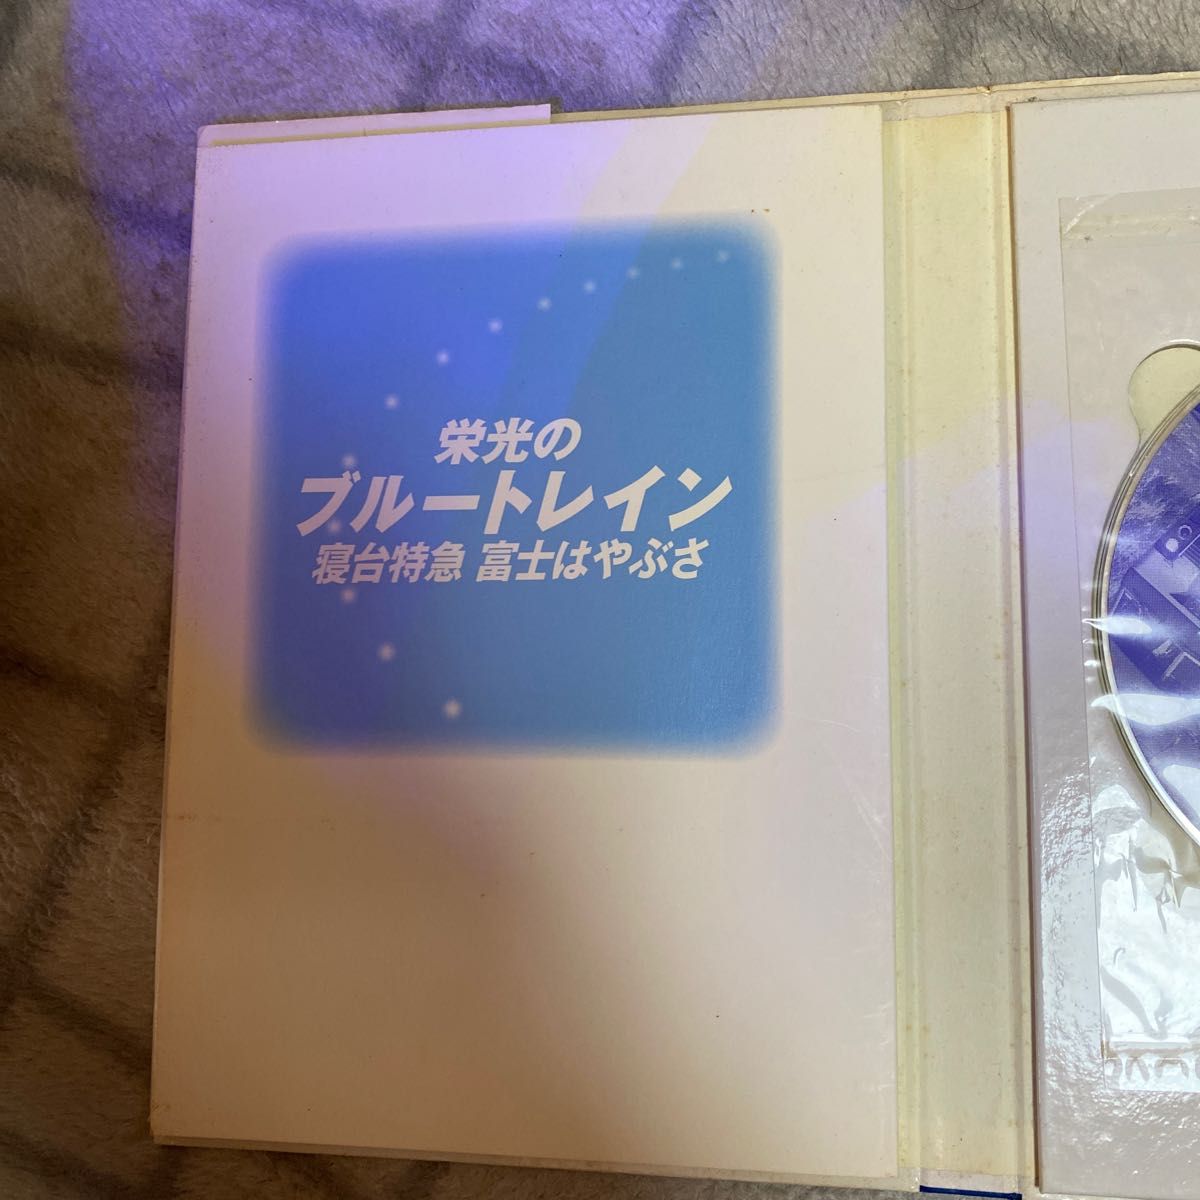 栄光の
ブルートレイン
寝台特急 富士はやぶさ